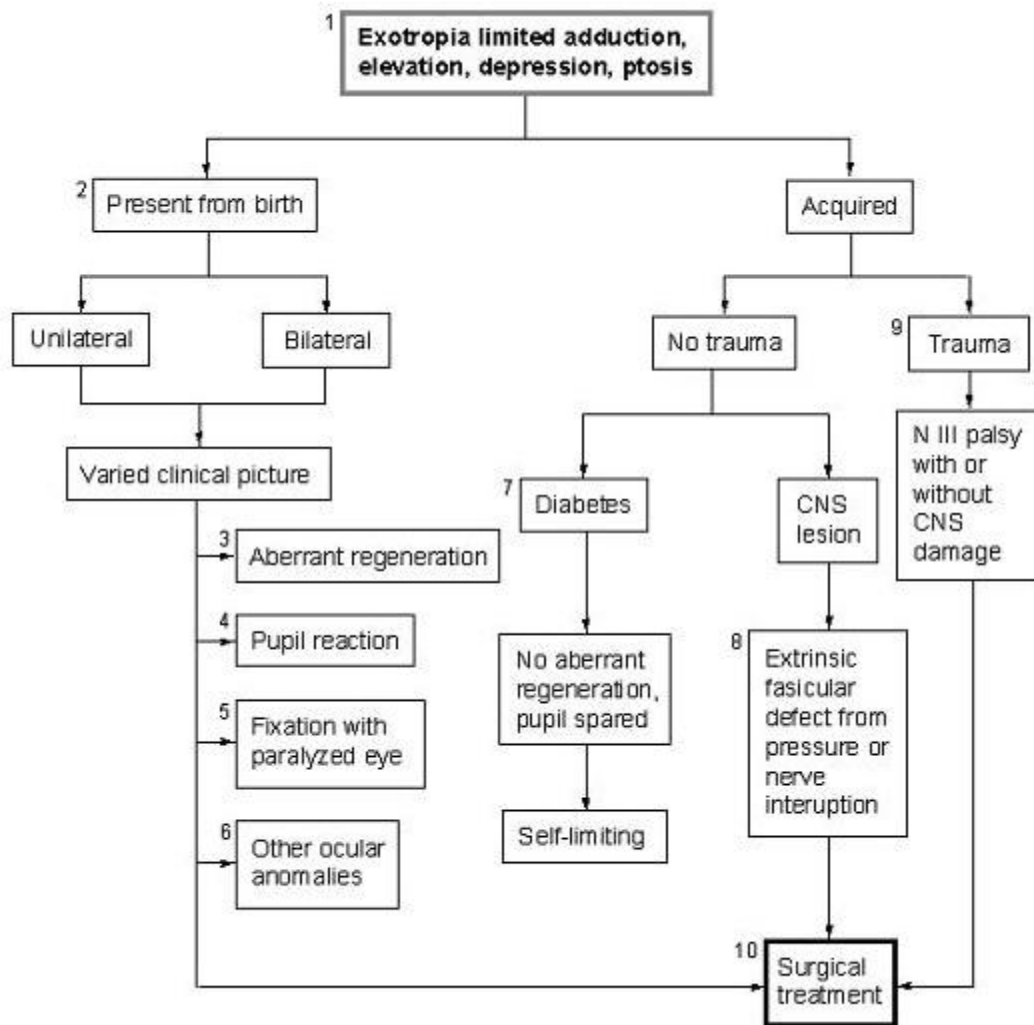 1
Exotropia limited adduction,
elevation, depression, ptosis
2
Present from birth
Acquired
Unilateral
Bilateral
No trauma
9
Trauma
Varied clinical picture
7
Diabetes
CNS
lesion
N III palsy
with or
without
CNS
damage
3
Aberrant regeneration
4
Pupil reaction
5
Fixation with
paralyzed eye
6
Other ocular
anomalies
No aberrant
regeneration,
pupil spared
8
Extrinsic
fasicular
defect from
pressure or
nerve
interuption
Self-limiting
10
Surgical
treatment